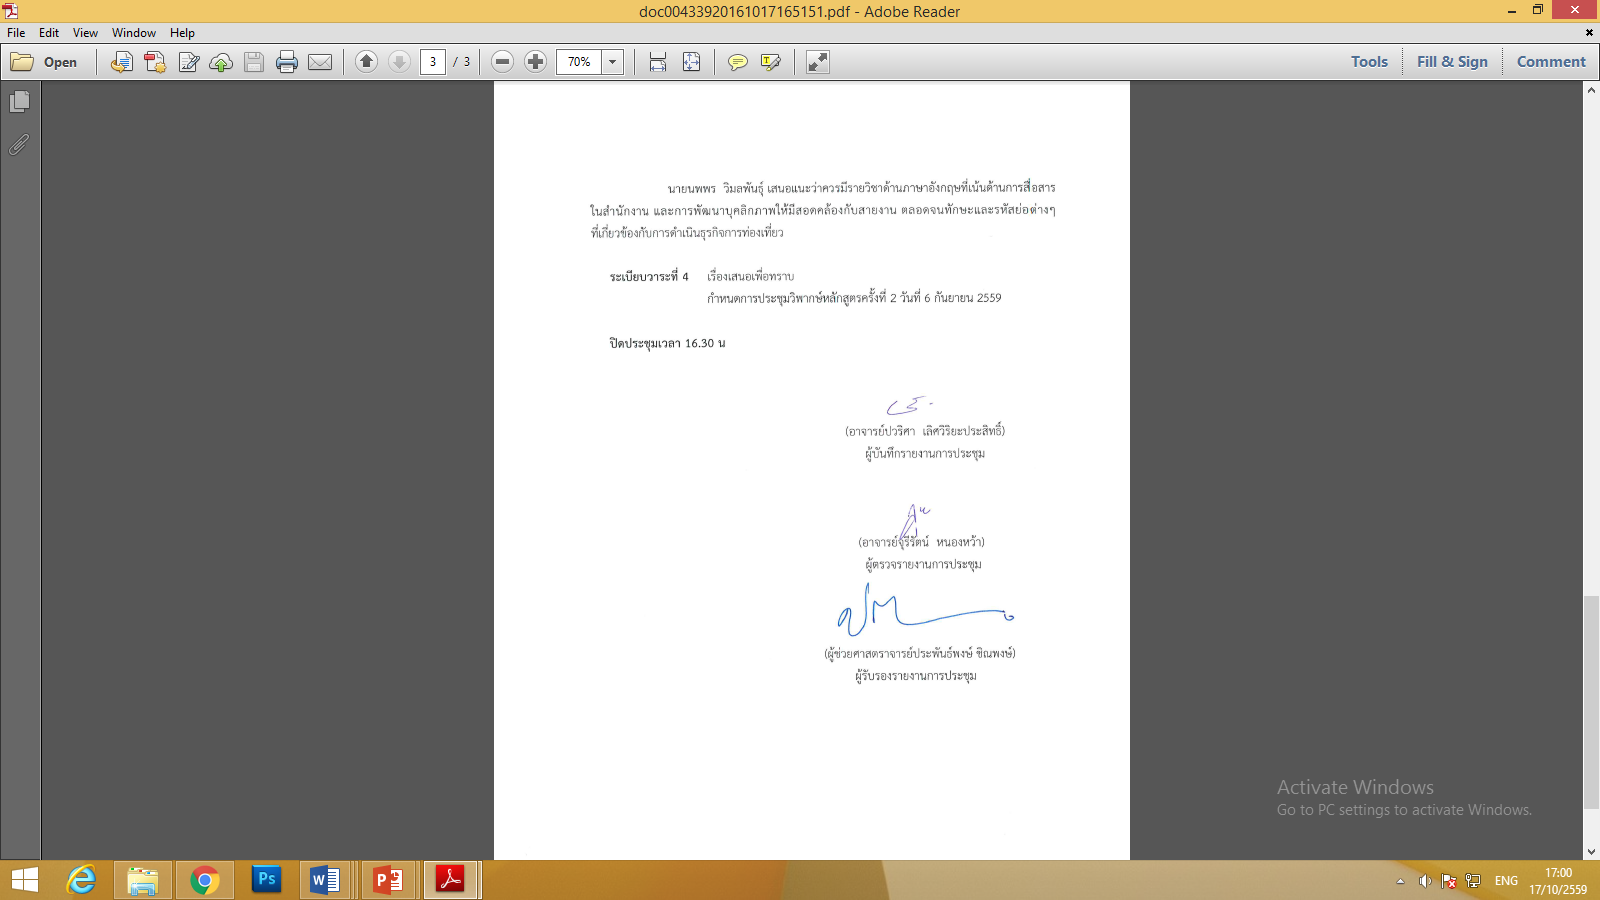 doc00433920161017165151.pdf - Adobe Reader
File Edit View Window Help
Open 3 / 3 70% Tools Fill & Sign Comment
นายนพพร วิมลพันธุ์ เสนอแนะว่าควรมีรายวิชาด้านภาษาอังกฤษที่เน้นด้านการสื่อสาร
ในสำนักงาน และการพัฒนาบุคลิกภาพให้มีสอดคล้องกับสายงาน ตลอดจนทักษะและรหัสย่อต่างๆ
ที่เกี่ยวข้องกับการดำเนินธุรกิจการท่องเที่ยว
ระเบียบวาระที่ 4 เรื่องเสนอเพื่อทราบ
กำหนดการประชุมวิพากษ์หลักสูตรครั้งที่ 2 วันที่ 6 กันยายน 2559
ปิดประชุมเวลา 16.30 น
(อาจารย์ปวริศา เลิศวิริยะประสิทธิ์)
ผู้บันทึกรายงานการประชุม
(อาจารย์จุรีรัตน์ หนองหว้า)
ผู้ตรวจรายงานการประชุม
(ผู้ช่วยศาสตราจารย์ประพันธ์พงษ์ ชิณพงษ์)
ผู้รับรองรายงานการประชุม
Activate Windows
Go to PC settings to activate Windows.
Ps
ENG
17:00
17/10/2559